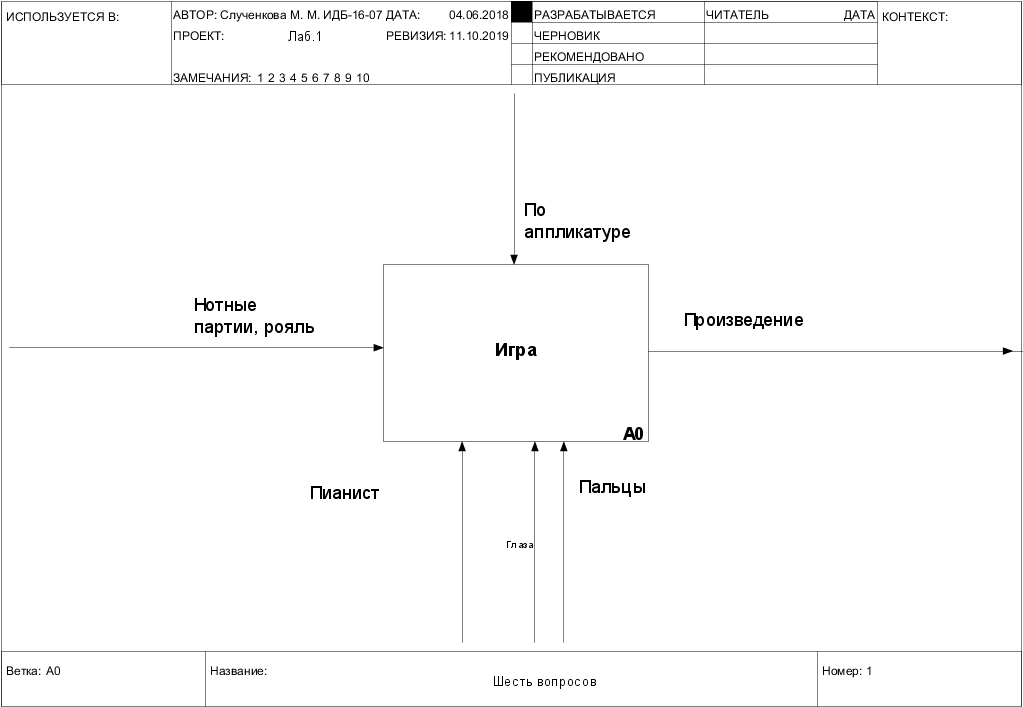 ИСПОЛЬЗУЕТСЯ В:
АВТОР: Слученкова М. М. ИДБ-16-07 ДАТА: 04.06.2018
РАЗРАБАТЫВАЕТСЯ
ЧИТАТЕЛЬ ДАТА
КОНТЕКСТ:
ПРОЕКТ: Лаб.1 РЕВИЗИЯ: 11.10.2019
ЧЕРНОВИК
РЕКОМЕНДОВАНО
ЗАМЕЧАНИЯ: 1 2 3 4 5 6 7 8 9 10
ПУБЛИКАЦИЯ
По
аппликатуре
Нотные
партии, рояль
Произведение
Игра
A0
Пианист
Пальцы
Глаза
Ветка: A0
Название:
Шесть вопросов
Номер: 1